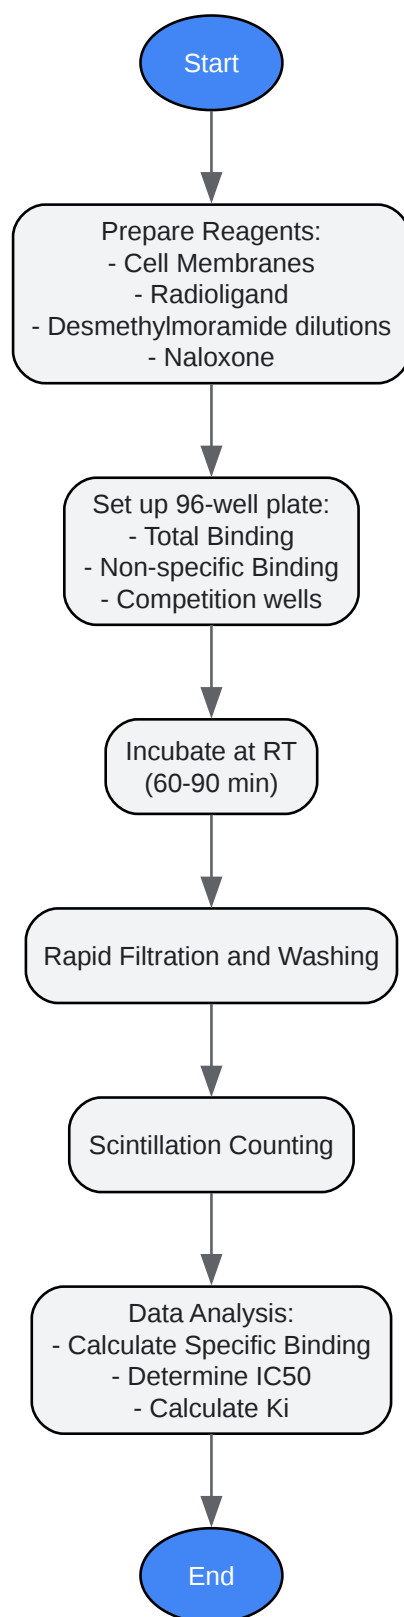 Start
Prepare Reagents:
- Cell Membranes
- Radioligand
- Desmethylmoramide dilutions
- Naloxone
Set up 96-well plate:
- Total Binding
- Non-specific Binding
- Competition wells
Incubate at RT
(60-90 min)
Rapid Filtration and Washing
Scintillation Counting
Data Analysis:
- Calculate Specific Binding
- Determine IC50
- Calculate Ki
End